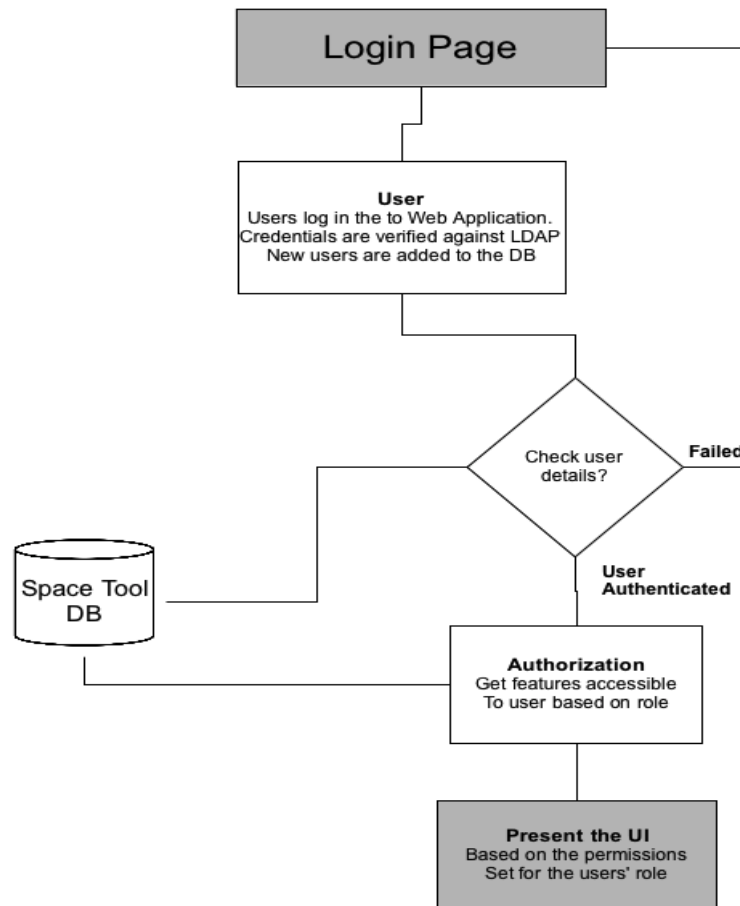 Login Page
User
Users log in the to Web Application.
Credentials are verified against LDAP
New users are added to the DB
Check user
details?
Failed
Space Tool
DB
User
Authenticated
Authorization
Get features accessible
To user based on role
Present the UI
Based on the permissions
Set for the users' role